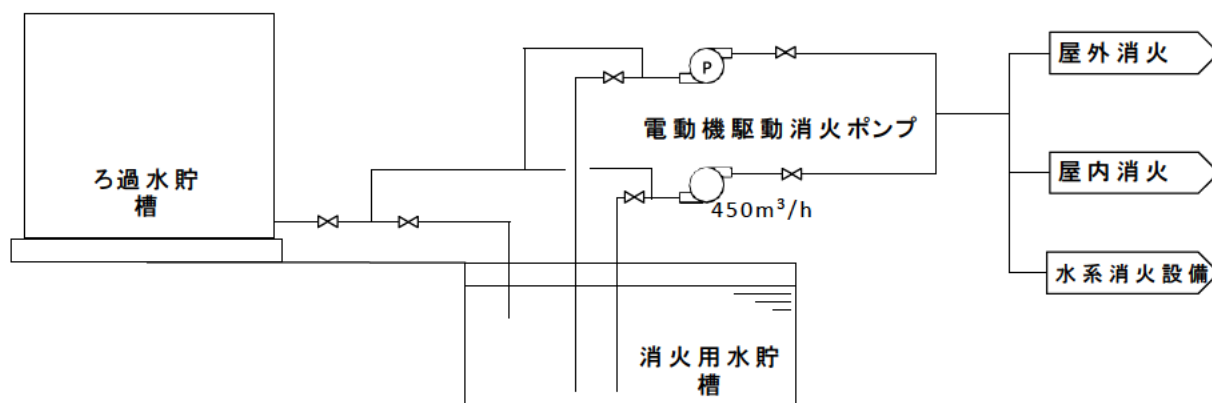 屋外消火
P
電動機駆動消火ポンプ
ろ過水貯
槽
屋内消火
450m³/h
水系消火設備
消火用水貯
槽